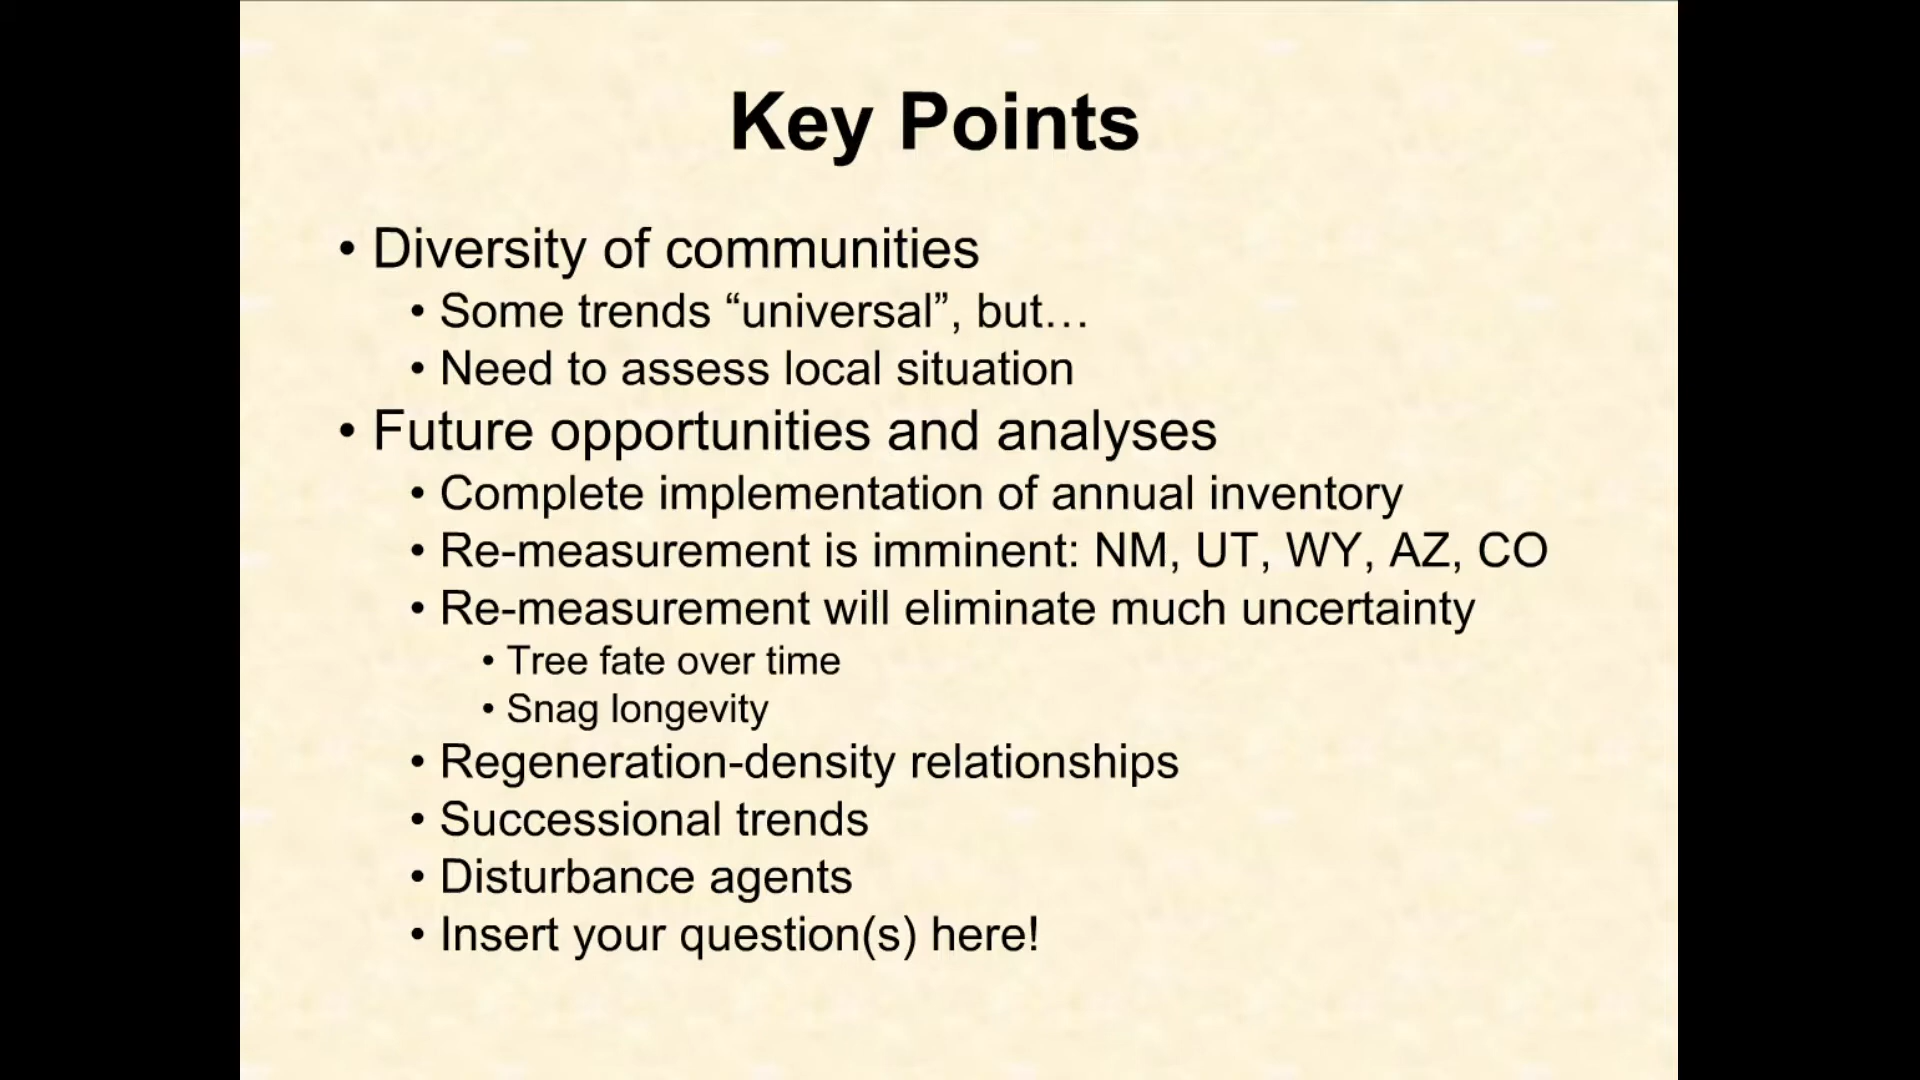 Key Points
• Diversity of communities
• Some trends “universal”, but…
• Need to assess local situation
• Future opportunities and analyses
• Complete implementation of annual inventory
• Re-measurement is imminent: NM, UT, WY, AZ, CO
• Re-measurement will eliminate much uncertainty
• Tree fate over time
• Snag longevity
• Regeneration-density relationships
• Successional trends
• Disturbance agents
• Insert your question(s) here!